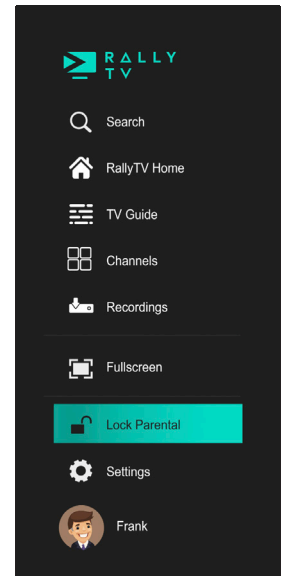 RALLY
TV
Search
RallyTV Home
TV Guide
Channels
Recordings
Fullscreen
Lock Parental
Settings
Frank